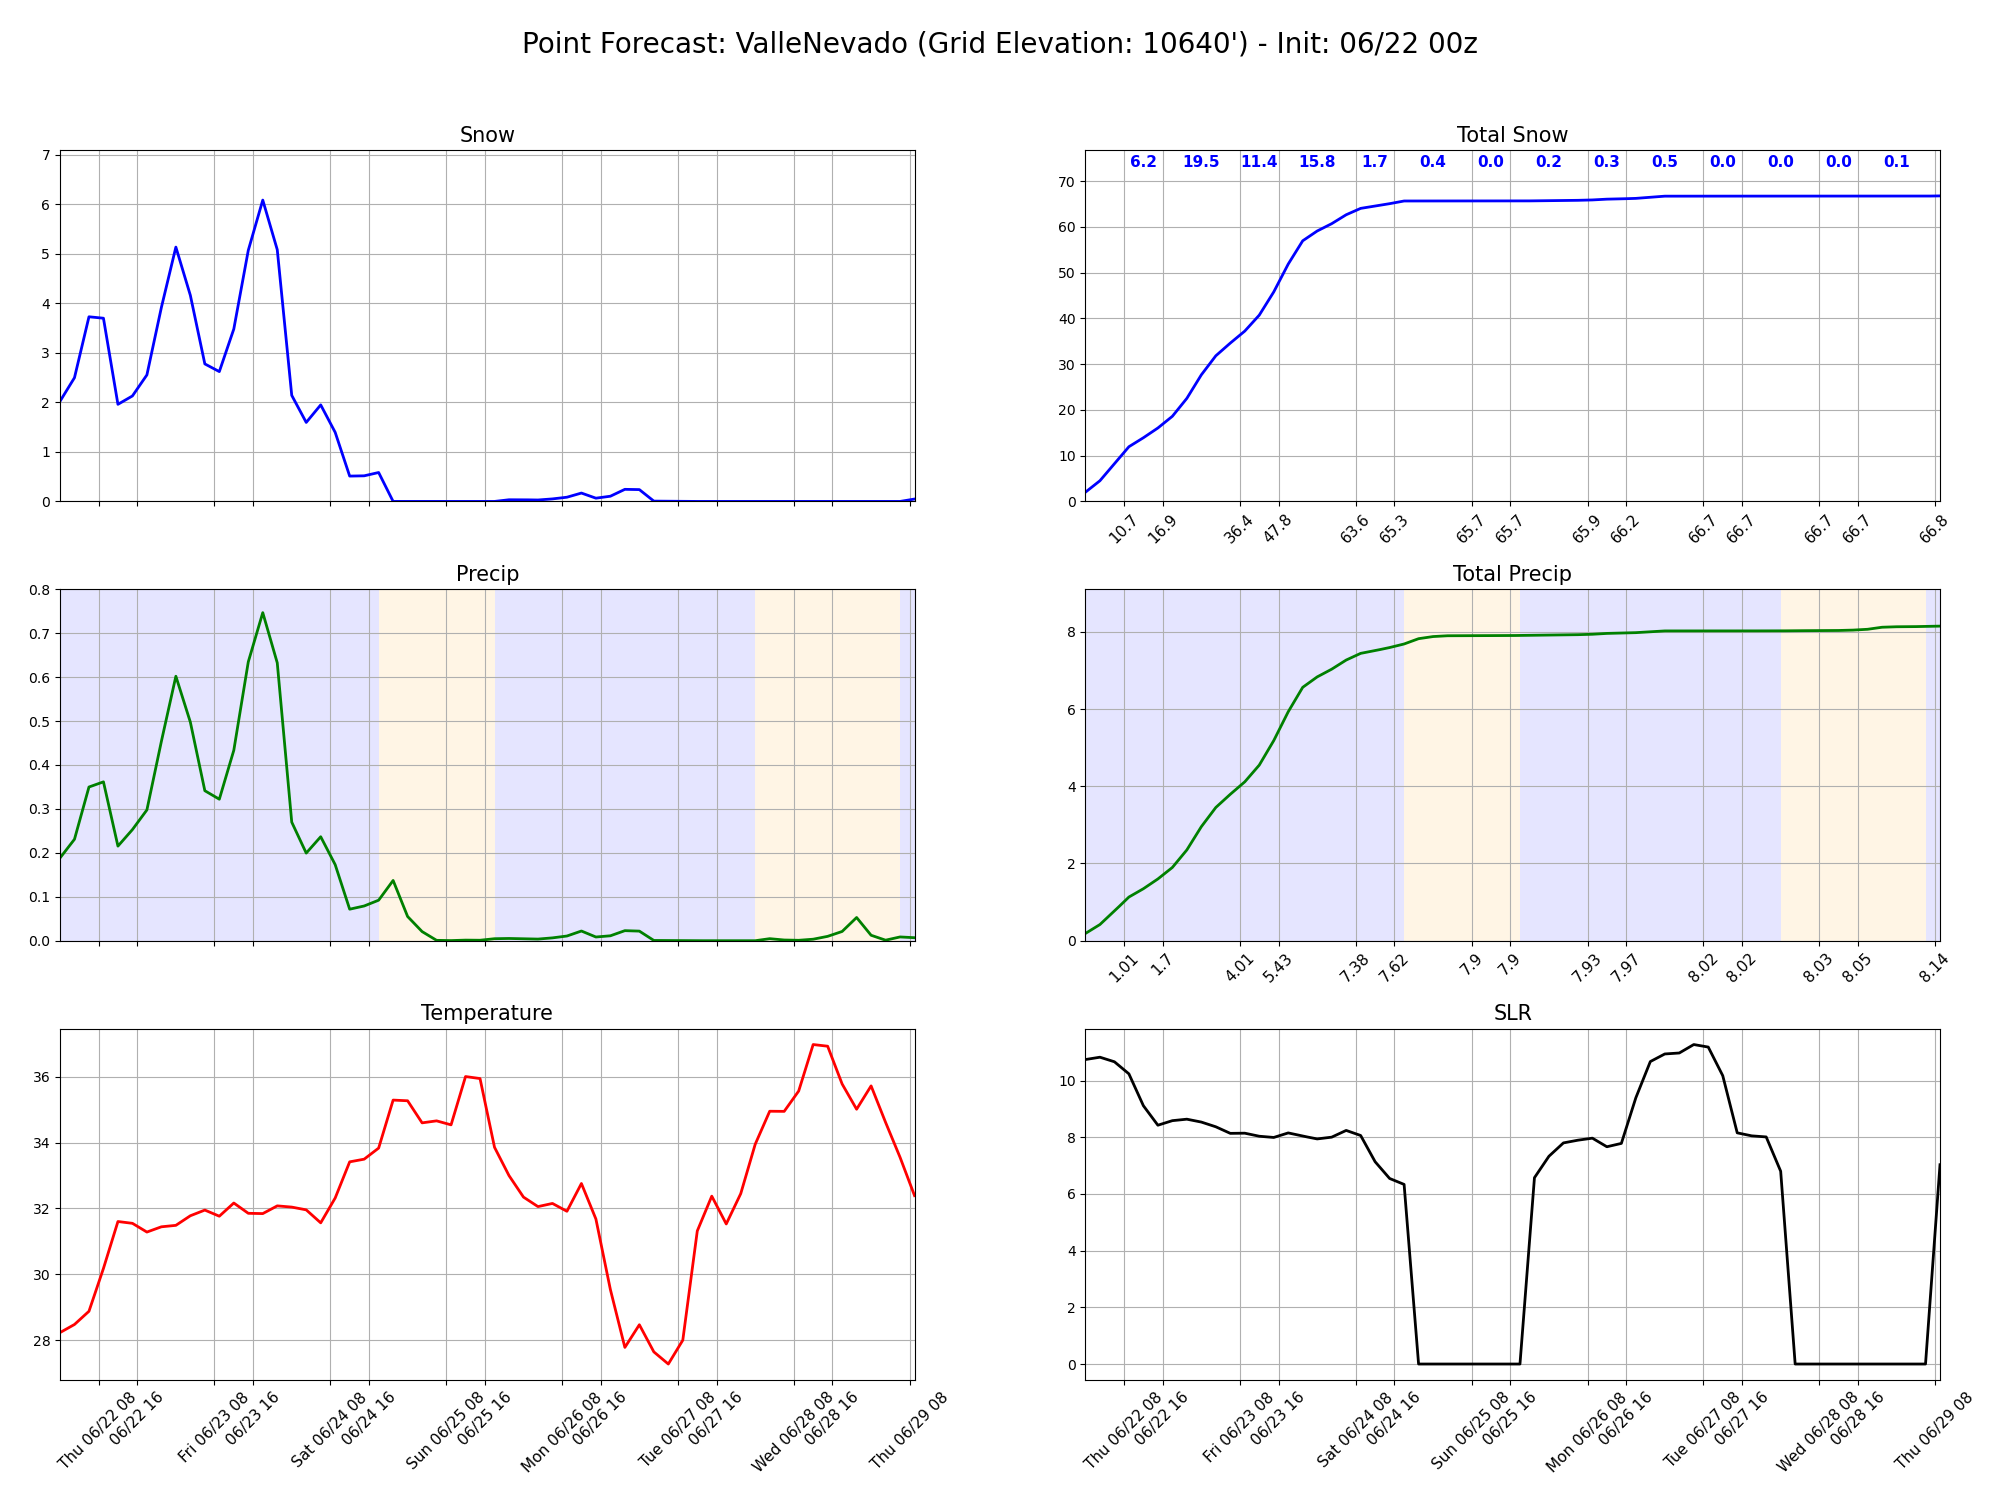 Point Forecast: ValleNevado (Grid Elevation: 10640') - Init: 06/22 00z
Snow
7
6
5
4
3
2
1
0
Total Snow
6.2 19.5 11.4 15.8 1.7 0.4 0.0 0.2 0.3 0.5 0.0 0.0 0.0 0.1
70
60
50
40
30
20
10
0
10.7 16.9 36.4 47.8 63.6 65.3 65.7 65.7 65.9 66.2 66.7 66.7 66.7 66.7 66.8
Precip
0.8
0.7
0.6
0.5
0.4
0.3
0.2
0.1
0.0
Total Precip
8
6
4
2
0
1.01 1.7 4.01 5.43 7.38 7.62 7.9 7.9 7.93 7.97 8.02 8.02 8.03 8.05 8.14
Temperature
36
34
32
30
28
Thu 06/22 08
06/22 16
Fri 06/23 08
06/23 16
Sat 06/24 08
06/24 16
Sun 06/25 08
06/25 16
Mon 06/26 08
06/26 16
Tue 06/27 08
06/27 16
Wed 06/28 08
06/28 16
Thu 06/29 08
SLR
10
8
6
4
2
0
Thu 06/22 08
06/22 16
Fri 06/23 08
06/23 16
Sat 06/24 08
06/24 16
Sun 06/25 08
06/25 16
Mon 06/26 08
06/26 16
Tue 06/27 08
06/27 16
Wed 06/28 08
06/28 16
Thu 06/29 08